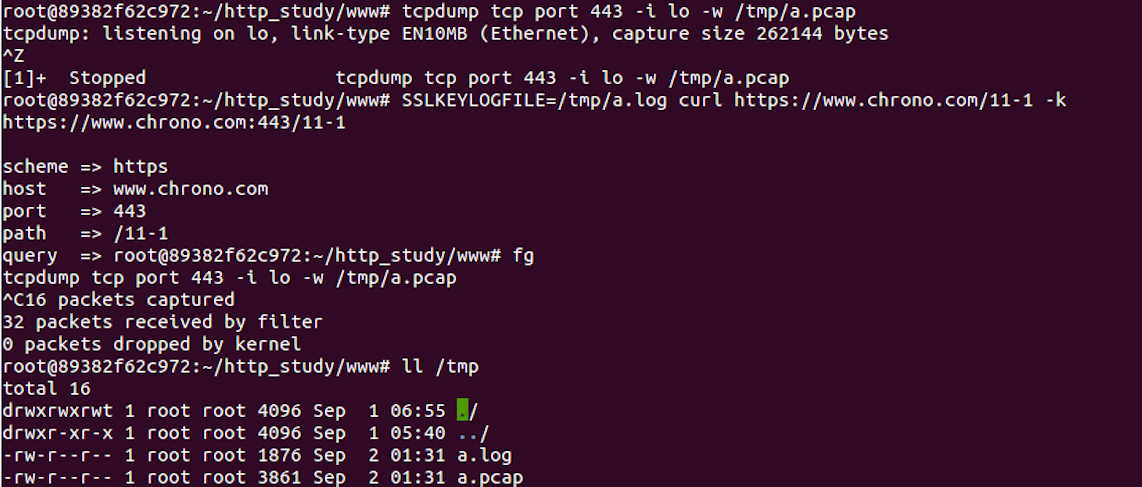 root@89382f62c972:~/http_study/www# tcpdump tcp port 443 -i lo -w /tmp/a.pcap
tcpdump: listening on lo, link-type EN10MB (Ethernet), capture size 262144 bytes
^Z
[1]+  Stopped                 tcpdump tcp port 443 -i lo -w /tmp/a.pcap
root@89382f62c972:~/http_study/www# SSLKEYLOGFILE=/tmp/a.log curl https://www.chrono.com/11-1 -k
https://www.chrono.com:443/11-1

scheme => https
host   => www.chrono.com
port   => 443
path   => /11-1
query  => root@89382f62c972:~/http_study/www# fg
tcpdump tcp port 443 -i lo -w /tmp/a.pcap
^C16 packets captured
32 packets received by filter
0 packets dropped by kernel
root@89382f62c972:~/http_study/www# ll /tmp
total 16
drwxrwxrwt 1 root root 4096 Sep  1 06:55 ./
drwxr-xr-x 1 root root 4096 Sep  1 05:40 ../
-rw-r--r-- 1 root root 1876 Sep  2 01:31 a.log
-rw-r--r-- 1 root root 3861 Sep  2 01:31 a.pcap